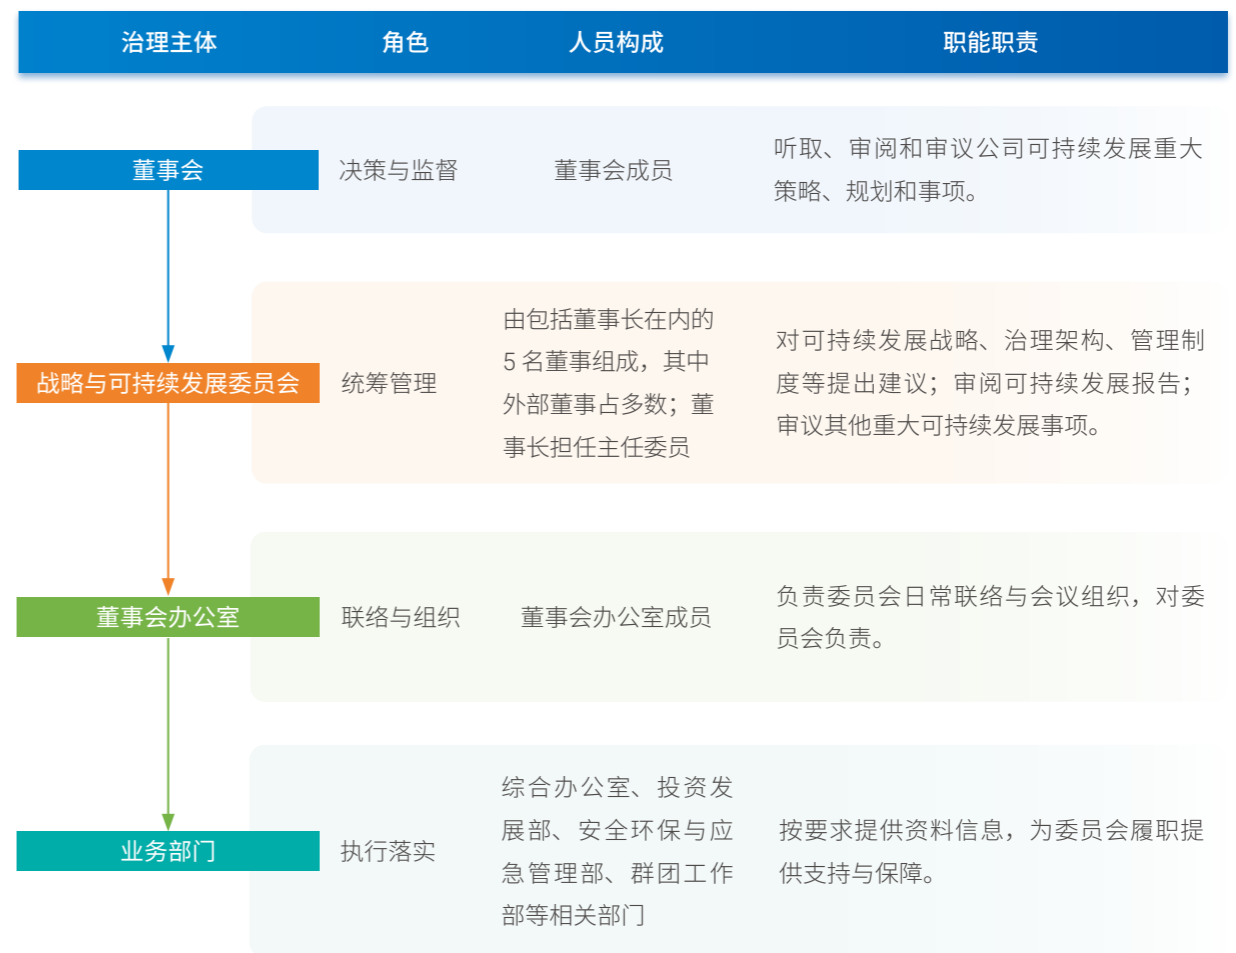 治理主体 角色 人员构成 职能职责
董事会
决策与监督
董事会成员
听取、审阅和审议公司可持续发展重大
策略、规划和事项。
战略与可持续发展委员会
统筹管理
由包括董事长在内的
5 名董事组成，其中
外部董事占多数；董
事长担任主任委员
对可持续发展战略、治理架构、管理制
度等提出建议；审阅可持续发展报告；
审议其他重大可持续发展事项。
董事会办公室
联络与组织
董事会办公室成员
负责委员会日常联络与会议组织，对委
员会负责。
业务部门
执行落实
综合办公室、投资发
展部、安全环保与应
急管理部、群团工作
部等相关部门
按要求提供资料信息，为委员会履职提
供支持与保障。